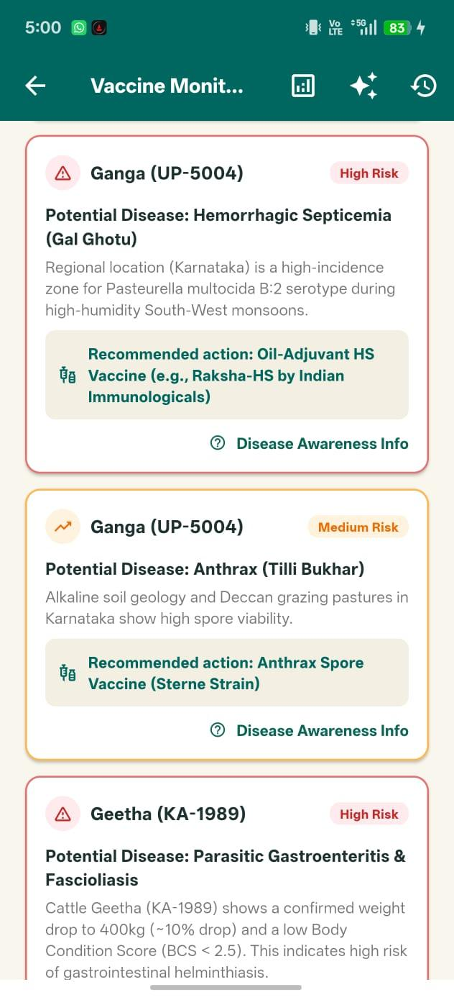 5:00
Vo
LTE
5G
83
Vaccine Monit...
Ganga (UP-5004)
High Risk
Potential Disease: Hemorrhagic Septicemia
(Gal Ghotu)
Regional location (Karnataka) is a high-incidence
zone for Pasteurella multocida B:2 serotype during
high-humidity South-West monsoons.
Recommended action: Oil-Adjuvant HS
Vaccine (e.g., Raksha-HS by Indian
Immunologicals)
Disease Awareness Info
Ganga (UP-5004)
Medium Risk
Potential Disease: Anthrax (Tilli Bukhar)
Alkaline soil geology and Deccan grazing pastures in
Karnataka show high spore viability.
Recommended action: Anthrax Spore
Vaccine (Sterne Strain)
Disease Awareness Info
Geetha (KA-1989)
High Risk
Potential Disease: Parasitic Gastroenteritis &
Fascioliasis
Cattle Geetha (KA-1989) shows a confirmed weight
drop to 400kg (~10% drop) and a low Body
Condition Score (BCS < 2.5). This indicates high risk
of gastrointestinal helminthiasis.